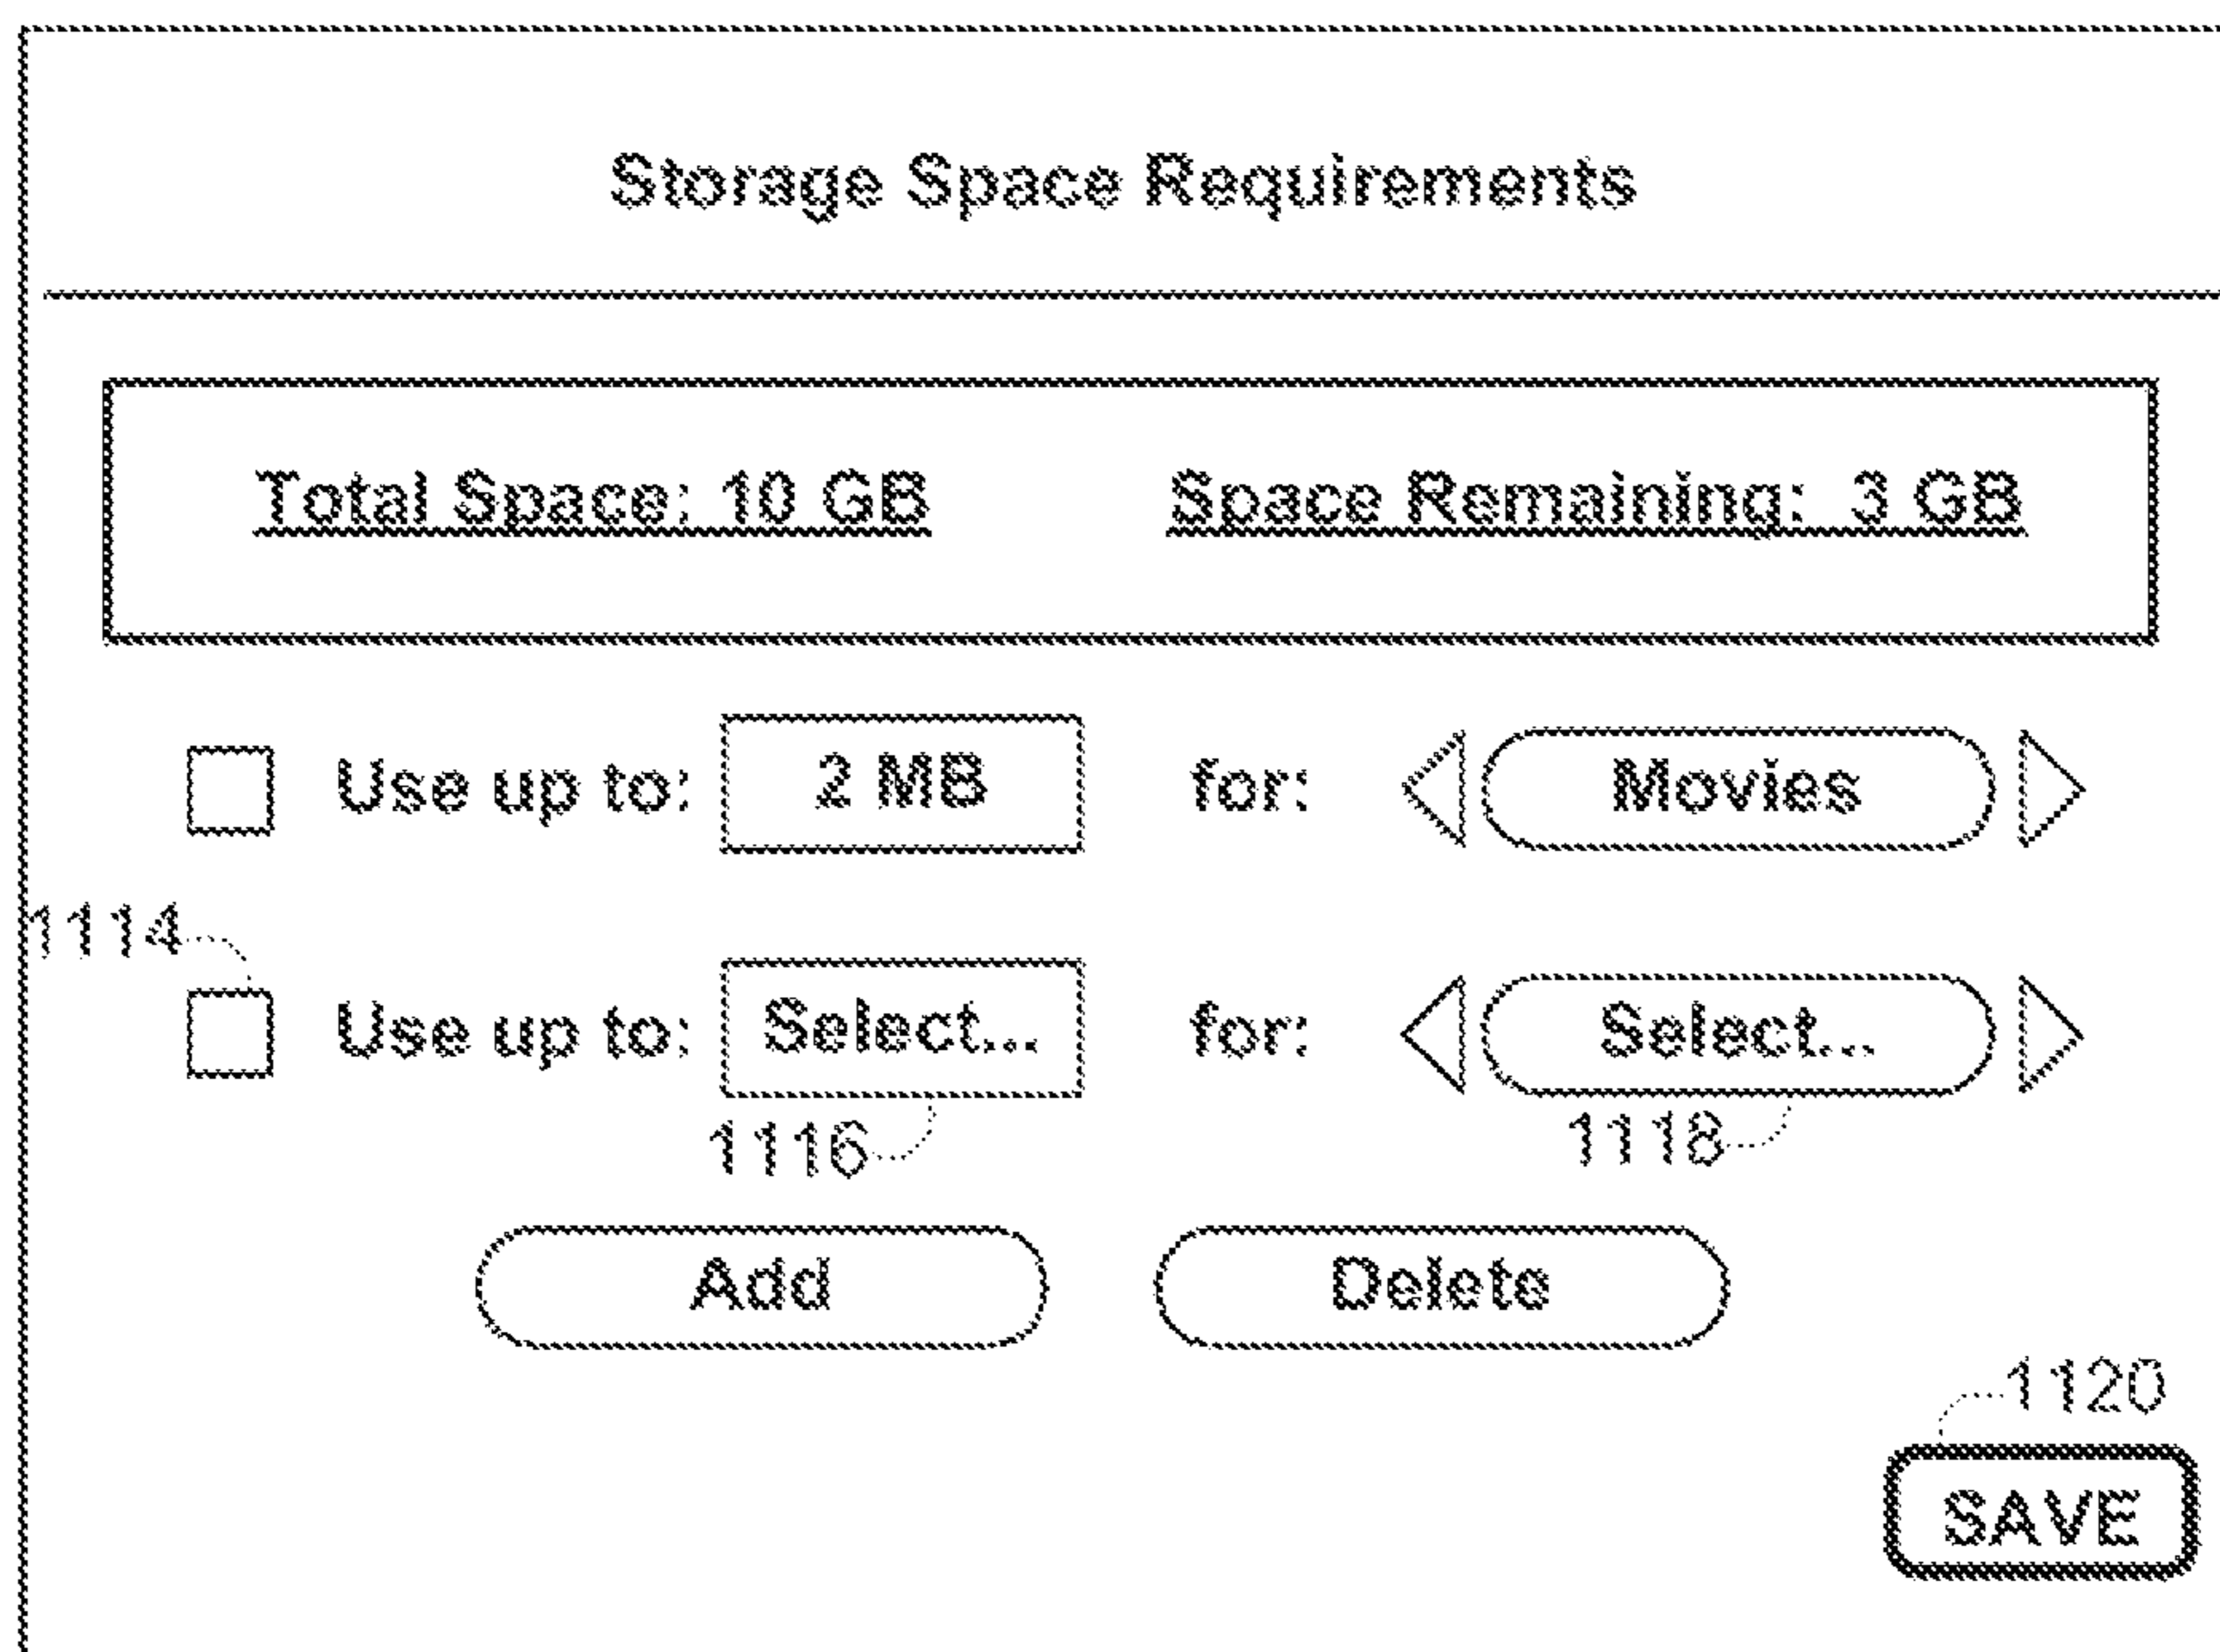 Storage Space Requirements
Total Space: 10 GB Space Remaining: 3 GB
Use up to: 2 MB for: Movies
1114
Use up to: Select... for: Select...
1116 1118
Add Delete
1120
SAVE